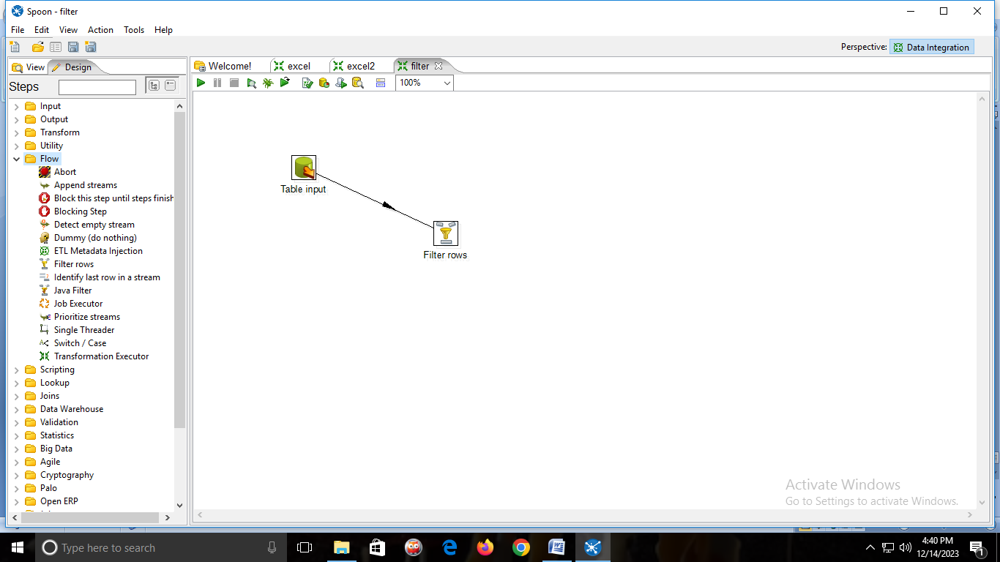 Spoon - filter
File Edit View Action Tools Help
Perspective: Data Integration
View Design
Welcome! excel excel2 filter
Steps
100%
Input
Output
Transform
Utility
Flow
Abort
Append streams
Block this step until steps finish
Blocking Step
Detect empty stream
Dummy (do nothing)
ETL Metadata Injection
Filter rows
Identify last row in a stream
Java Filter
Job Executor
Prioritize streams
Single Threader
Switch / Case
Transformation Executor
Scripting
Lookup
Joins
Data Warehouse
Validation
Statistics
Big Data
Agile
Cryptography
Palo
Open ERP
Table input
Filter rows
Activate Windows
Go to Settings to activate Windows.
Type here to search
4:40 PM
12/14/2023
1